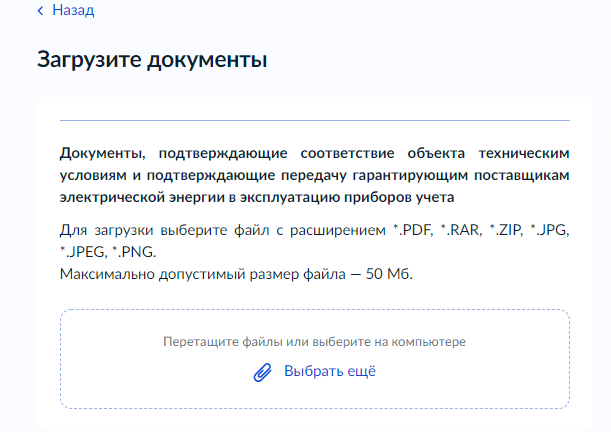 Назад
Загрузите документы
Документы, подтверждающие соответствие объекта техническим
условиям и подтверждающие передачу гарантирующим поставщикам
электрической энергии в эксплуатацию приборов учета
Для загрузки выберите файл с расширением *.PDF, *.RAR, *.ZIP, *.JPG,
*.JPEG, *.PNG.
Максимально допустимый размер файла — 50 Мб.
Перетащите файлы или выберите на компьютере
Выбрать ещё